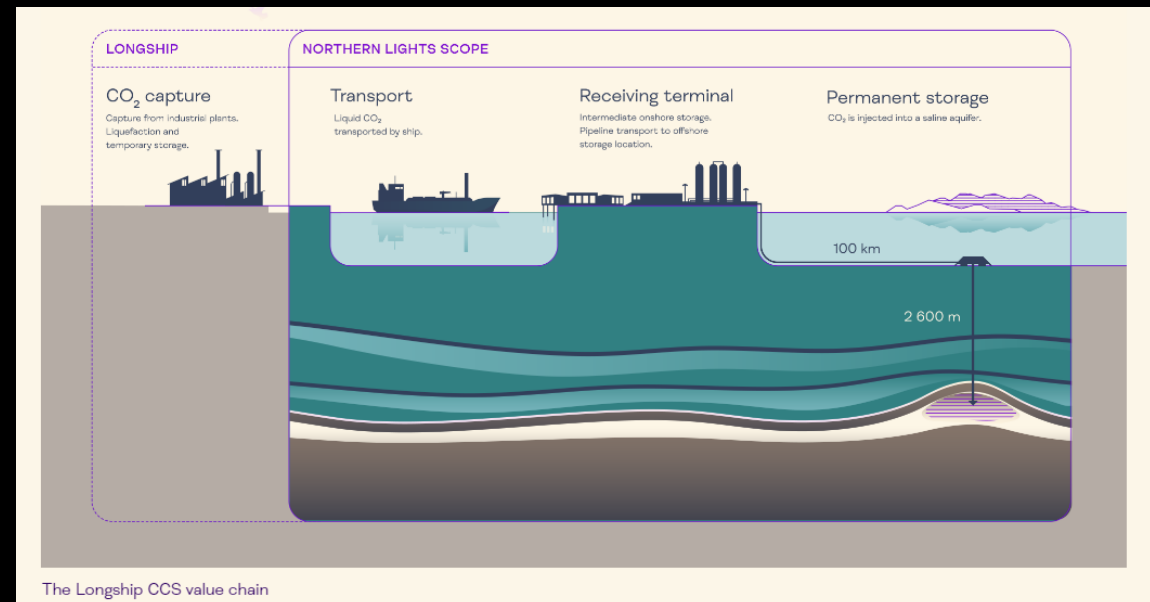 LONGSHIP
NORTHERN LIGHTS SCOPE
CO₂ capture
Capture from industrial plants.
Liquefaction and
temporary storage.
Transport
Liquid CO₂
transported by ship.
Receiving terminal
Intermediate onshore storage.
Pipeline transport to offshore
storage location.
Permanent storage
CO₂ is injected into a saline aquifer.
100 km
2 600 m
The Longship CCS value chain